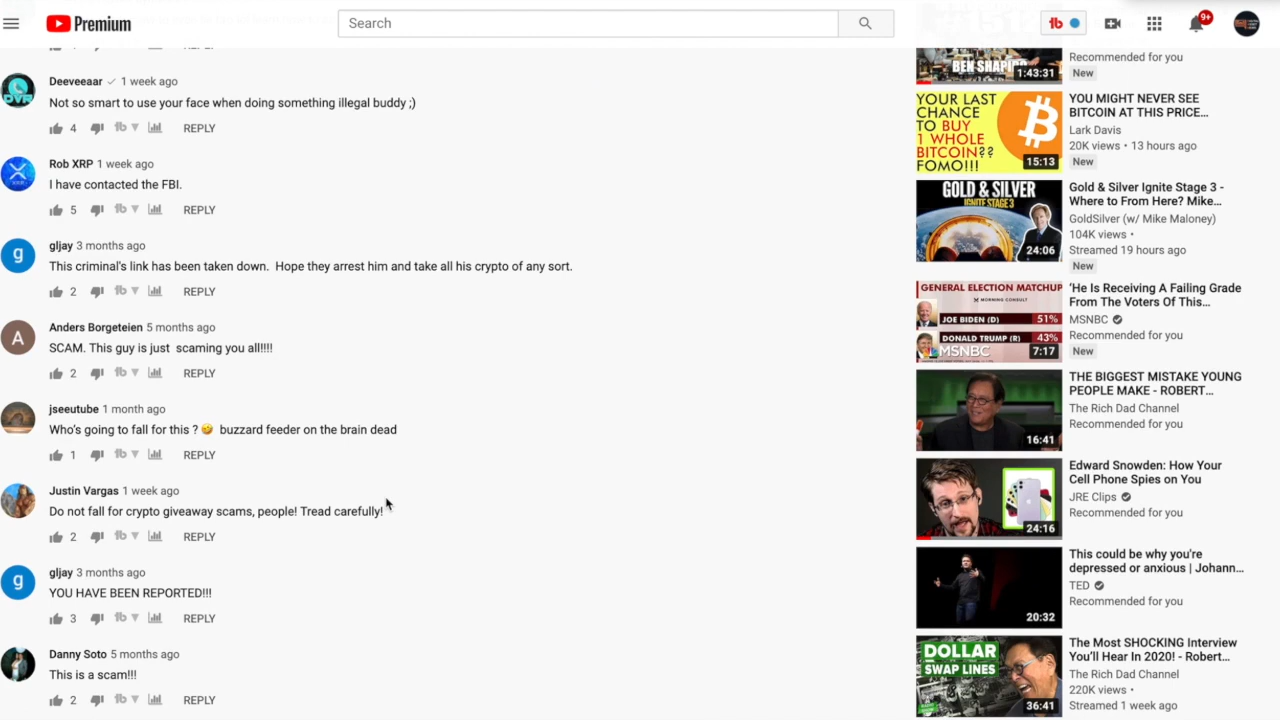 Premium
Search
9+
Deeveeaar 1 week ago
Not so smart to use your face when doing something illegal buddy ;)
4 REPLY
Rob XRP 1 week ago
I have contacted the FBI.
5 REPLY
gljay 3 months ago
This criminal's link has been taken down. Hope they arrest him and take all his crypto of any sort.
2 REPLY
Anders Borgeteien 5 months ago
SCAM. This guy is just scaming you all!!!!
2 REPLY
jseeutube 1 month ago
Who's going to fall for this ? 🤣 buzzard feeder on the brain dead
1 REPLY
Justin Vargas 1 week ago
Do not fall for crypto giveaway scams, people! Tread carefully!
2 REPLY
gljay 3 months ago
YOU HAVE BEEN REPORTED!!!
3 REPLY
Danny Soto 5 months ago
This is a scam!!!
2 REPLY
BEN SHAPIRO
1:43:31
Recommended for you
New
YOUR LAST
CHANCE
TO BUY
1 WHOLE
BITCOIN??
FOMO!!!
15:13
YOU MIGHT NEVER SEE
BITCOIN AT THIS PRICE...
Lark Davis
20K views • 13 hours ago
New
GOLD & SILVER
IGNITE STAGE 3
24:06
Gold & Silver Ignite Stage 3 -
Where to From Here? Mike...
GoldSilver (w/ Mike Maloney)
104K views •
Streamed 19 hours ago
New
GENERAL ELECTION MATCHUP
MORNING CONSULT
JOE BIDEN (D) 51%
DONALD TRUMP (R) 43%
MSNBC
7:17
'He Is Receiving A Failing Grade
From The Voters Of This...
MSNBC
Recommended for you
New
16:41
THE BIGGEST MISTAKE YOUNG
PEOPLE MAKE - ROBERT...
The Rich Dad Channel
Recommended for you
24:16
Edward Snowden: How Your
Cell Phone Spies on You
JRE Clips
Recommended for you
20:32
This could be why you're
depressed or anxious | Johann...
TED
Recommended for you
DOLLAR
SWAP LINES
36:41
The Most SHOCKING Interview
You'll Hear In 2020! - Robert...
The Rich Dad Channel
220K views •
Streamed 1 week ago